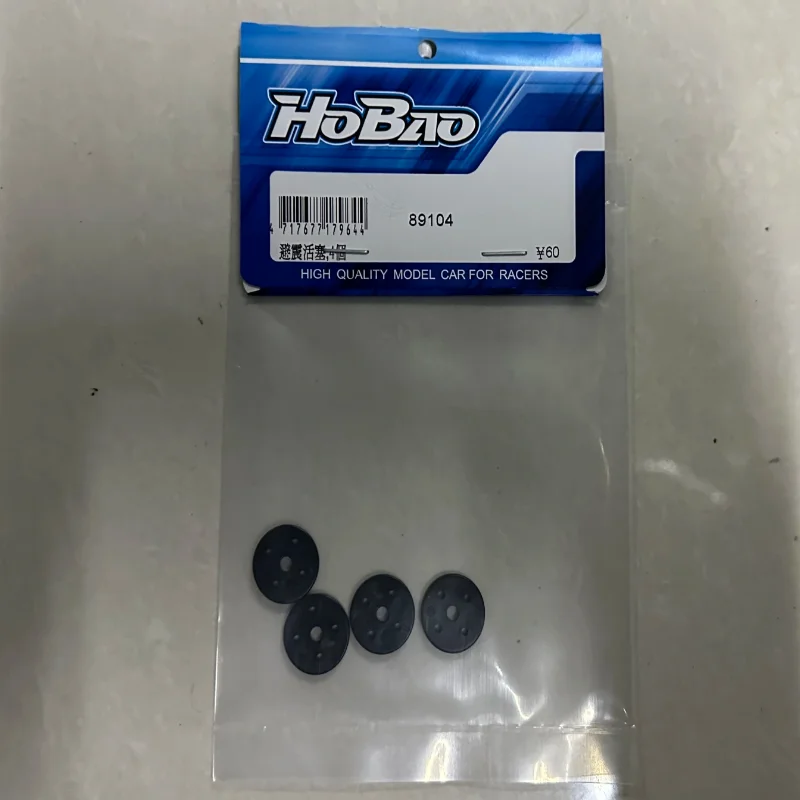 HoBao
89104
4 717677 179644
避震活塞,4個
¥60
HIGH QUALITY MODEL CAR FOR RACERS